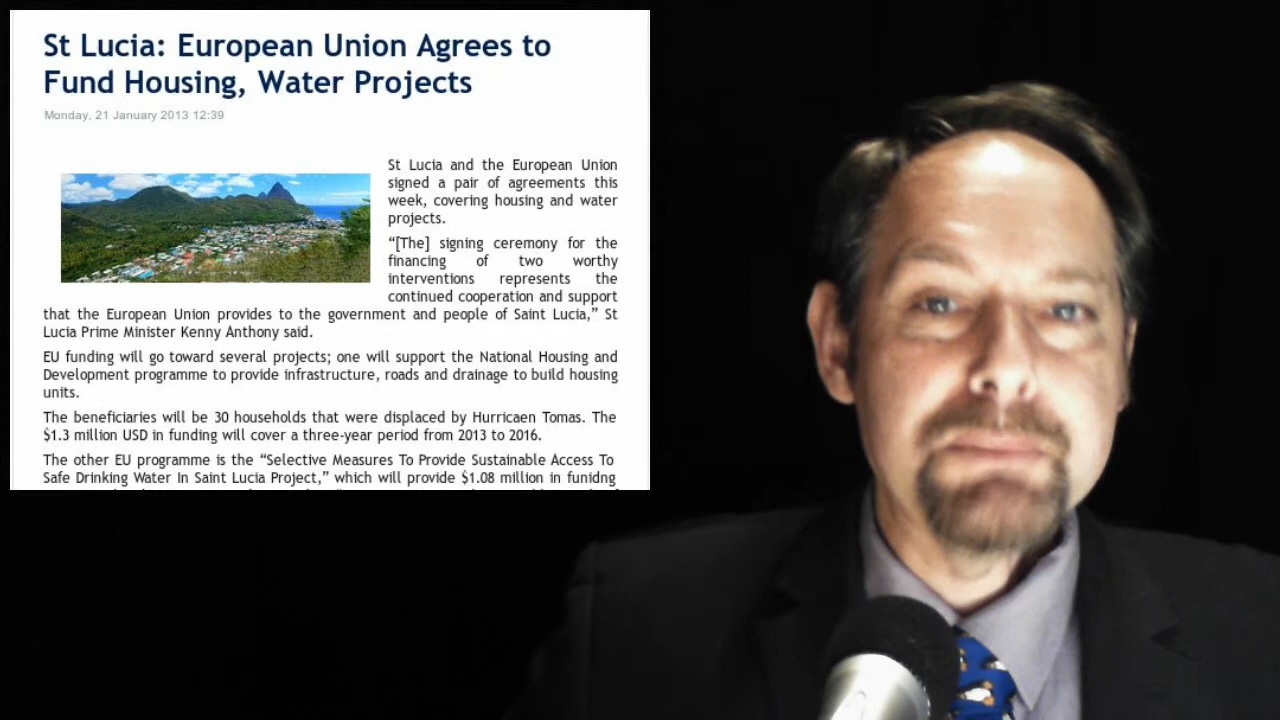 St Lucia: European Union Agrees to
Fund Housing, Water Projects
Monday, 21 January 2013 12:39
St Lucia and the European Union
signed a pair of agreements this
week, covering housing and water
projects.
“[The] signing ceremony for the
financing of two worthy
interventions represents the
continued cooperation and support
that the European Union provides to the government and people of Saint Lucia,” St
Lucia Prime Minister Kenny Anthony said.
EU funding will go toward several projects; one will support the National Housing and
Development programme to provide infrastructure, roads and drainage to build housing
units.
The beneficiaries will be 30 households that were displaced by Hurricaen Tomas. The
$1.3 million USD in funding will cover a three-year period from 2013 to 2016.
The other EU programme is the “Selective Measures To Provide Sustainable Access To
Safe Drinking Water In Saint Lucia Project,” which will provide $1.08 million in funidng